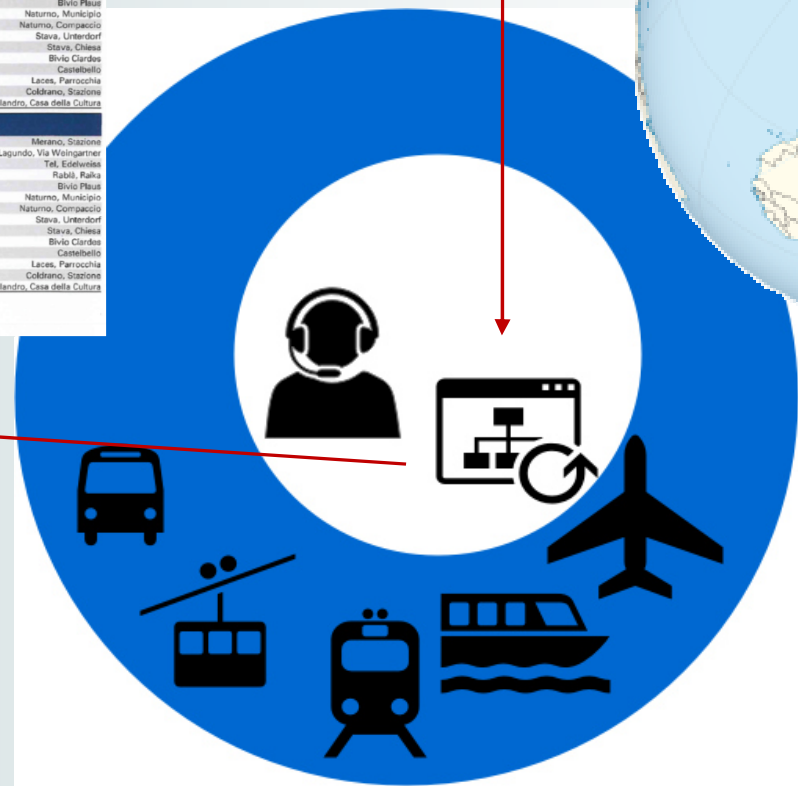 Bivio Plaus
Naturno, Municipio
Naturno, Compaccio
Stava, Unterdorf
Stava, Chiesa
Bivio Ciardes
Castelbello
Laces, Parrocchia
Coldrano, Stazione
landro, Casa della Cultura
Merano, Stazione
Lagundo, Via Weingartner
Tel, Edelweiss
Rablà, Raika
Bivio Plaus
Naturno, Municipio
Naturno, Compaccio
Stava, Unterdorf
Stava, Chiesa
Bivio Ciardes
Castelbello
Laces, Parrocchia
Coldrano, Stazione
landro, Casa della Cultura